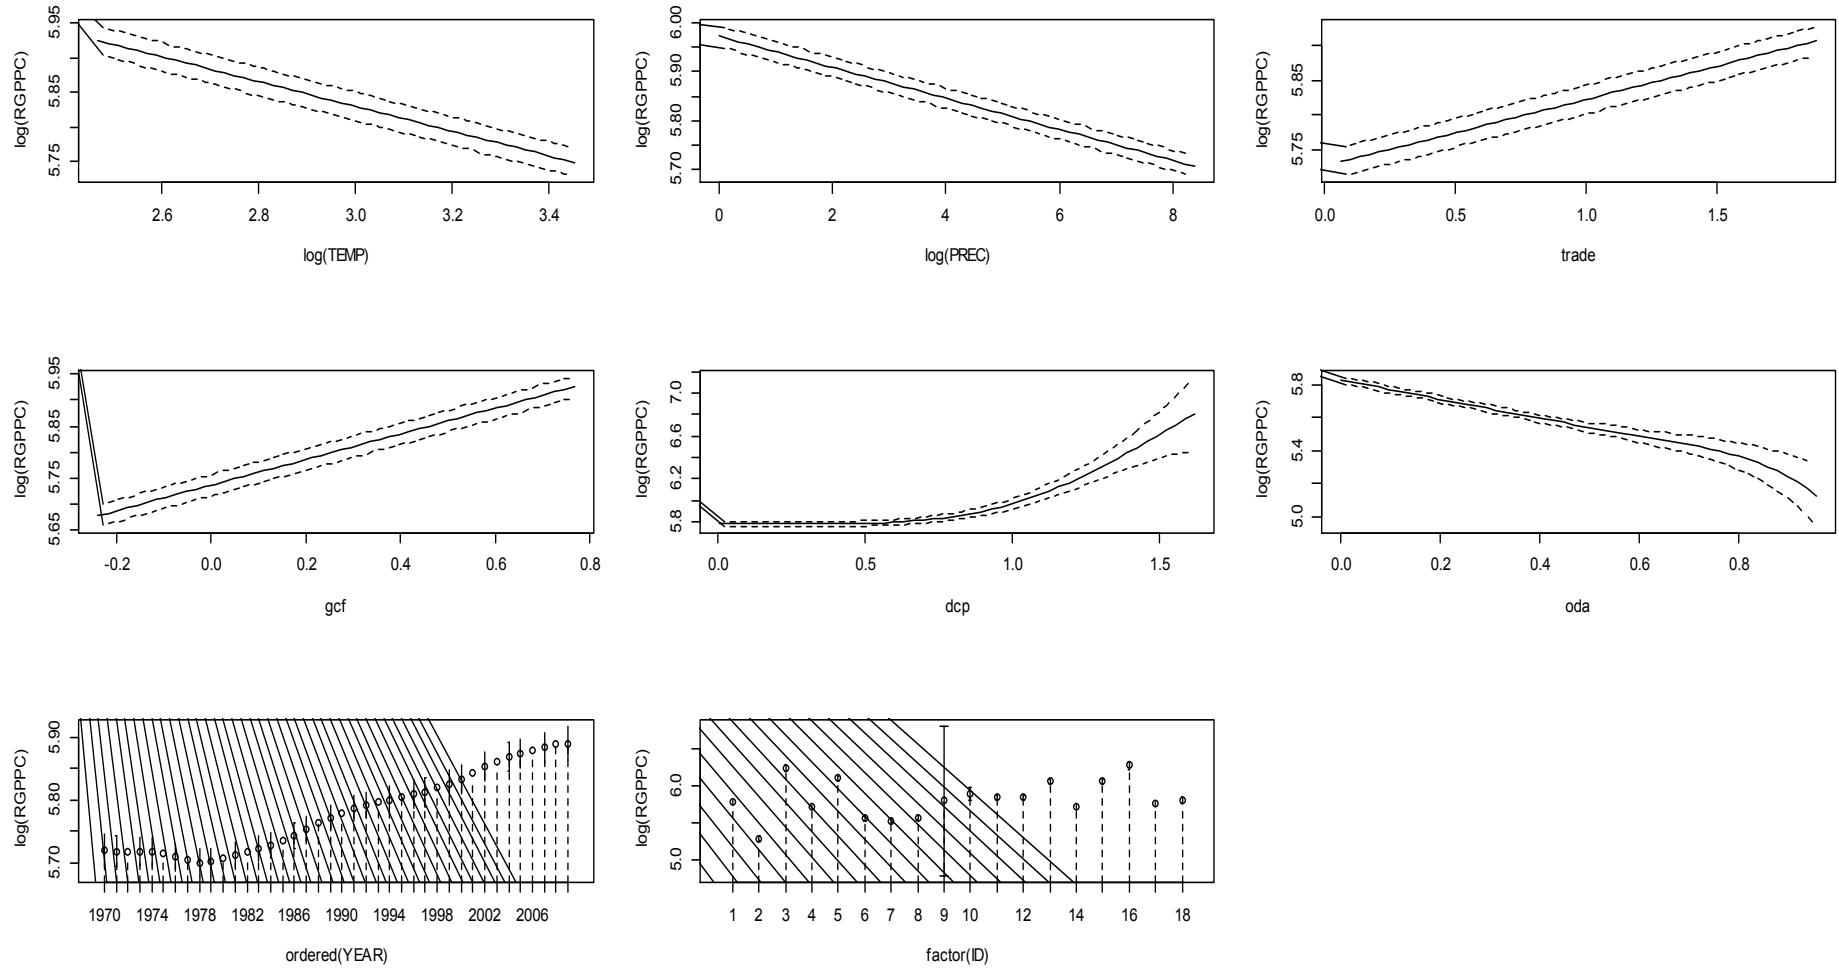 log(RGPPC)
5.75
5.85
5.95
2.6 2.8 3.0 3.2 3.4
log(TEMP)
log(RGPPC)
5.70
5.80
5.90
6.00
0 2 4 6 8
log(PREC)
log(RGPPC)
5.75
5.85
0.0 0.5 1.0 1.5
trade
log(RGPPC)
5.65
5.75
5.85
5.95
-0.2 0.0 0.2 0.4 0.6 0.8
gcf
log(RGPPC)
5.8
6.2
6.6
7.0
0.0 0.5 1.0 1.5
dcp
log(RGPPC)
5.0
5.4
5.8
0.0 0.2 0.4 0.6 0.8
oda
log(RGPPC)
5.70
5.80
5.90
1970 1974 1978 1982 1986 1990 1994 1998 2002 2006
ordered(YEAR)
log(RGPPC)
5.0
6.0
1 2 3 4 5 6 7 8 9 10 12 14 16 18
factor(ID)